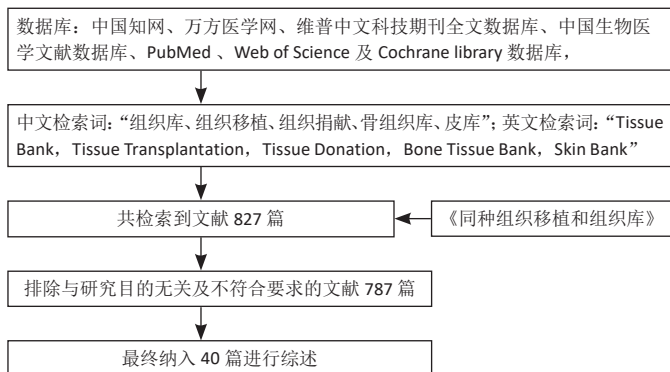 数据库：中国知网、万方医学网、维普中文科技期刊全文数据库、中国生物医
学文献数据库、PubMed 、Web of Science 及 Cochrane library 数据库，
中文检索词：“组织库、组织移植、组织捐献、骨组织库、皮库”；英文检索词：“Tissue
Bank，Tissue Transplantation，Tissue Donation，Bone Tissue Bank，Skin Bank”
共检索到文献 827 篇
《同种组织移植和组织库》
排除与研究目的无关及不符合要求的文献 787 篇
最终纳入 40 篇进行综述